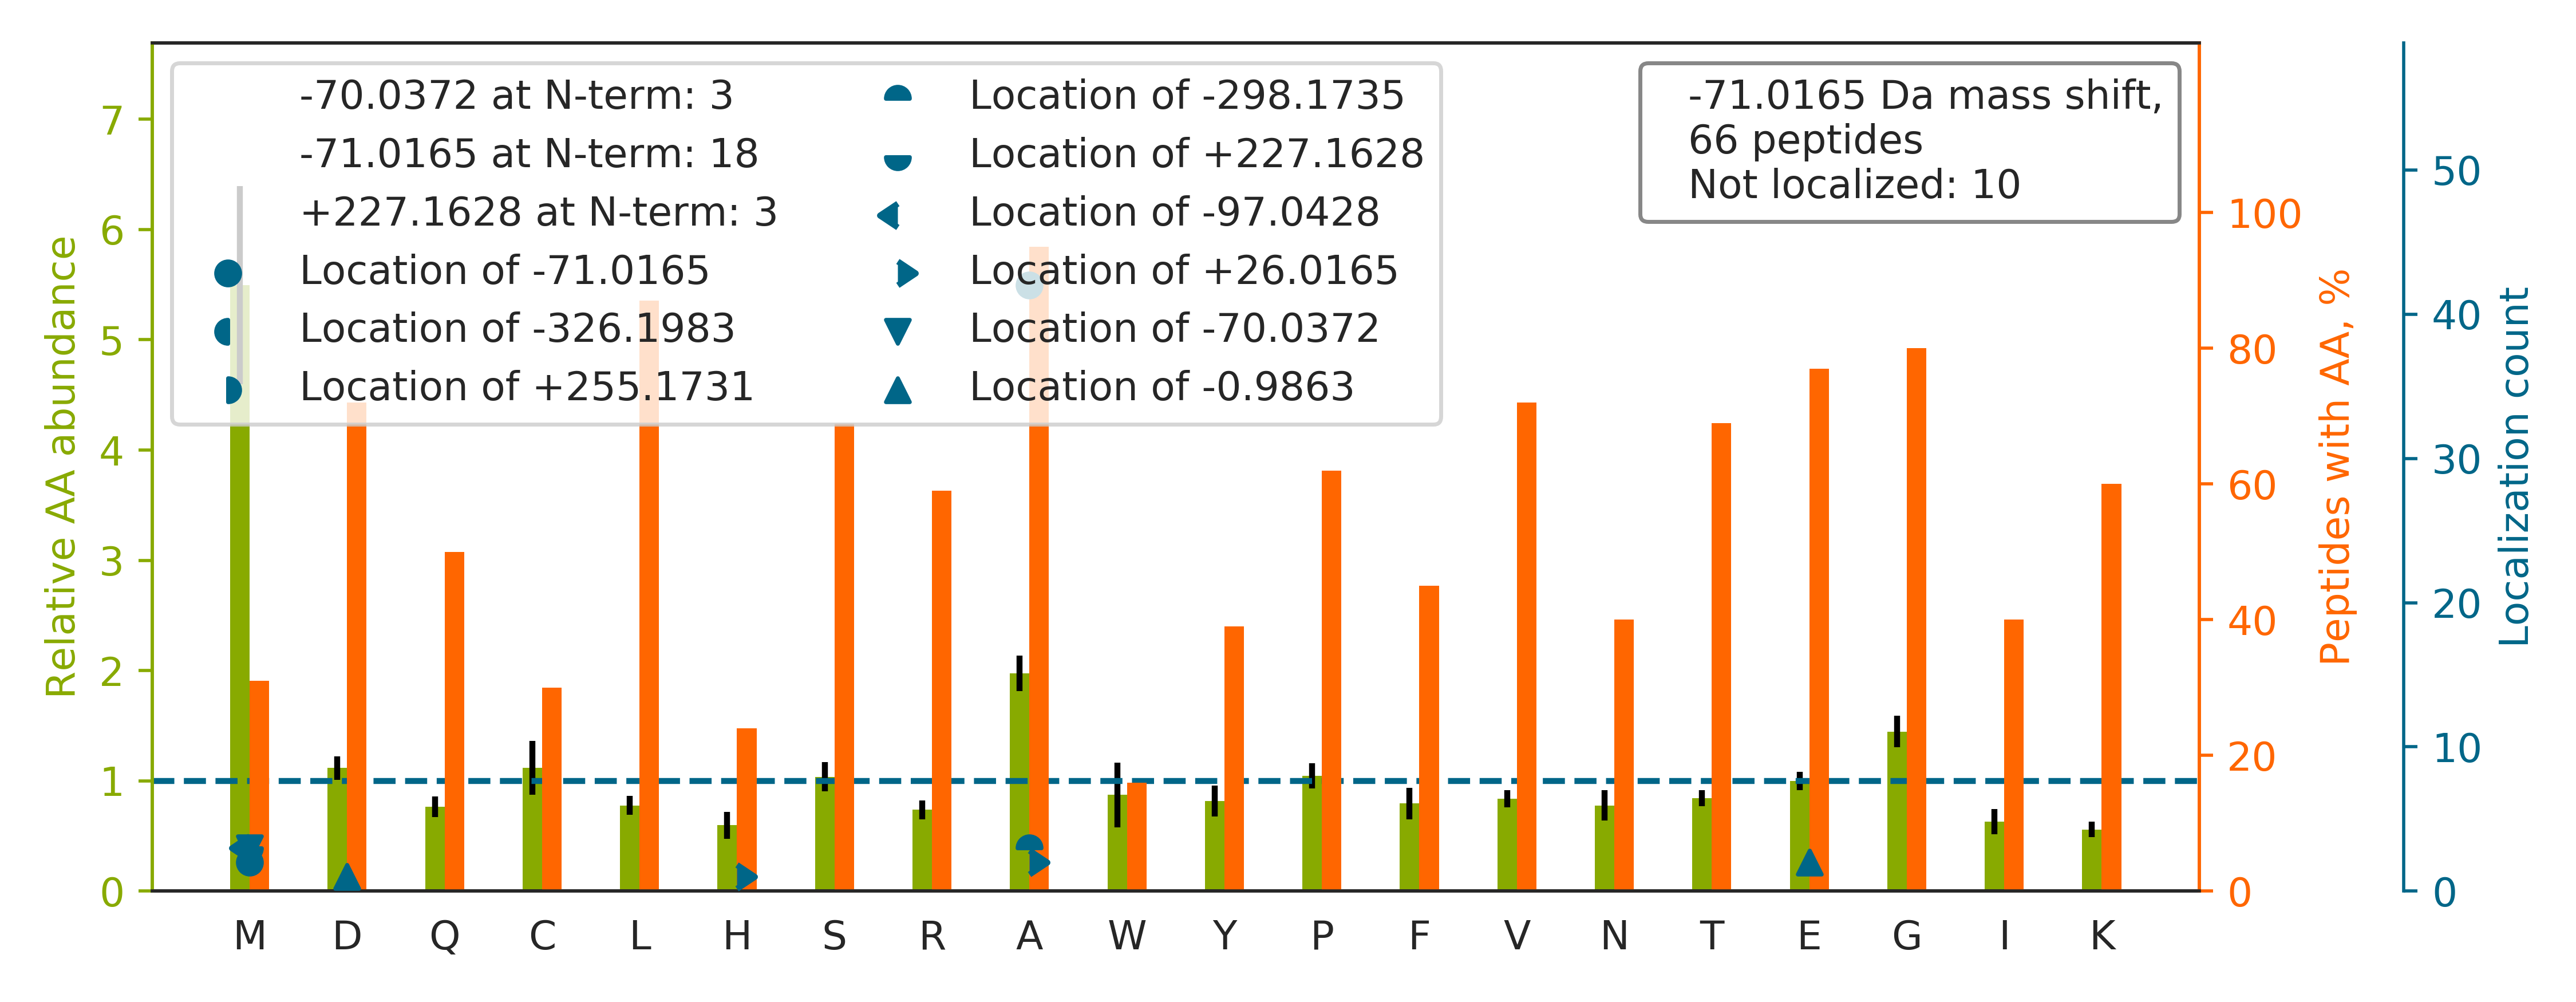 -70.0372 at N-term: 3
-71.0165 at N-term: 18
+227.1628 at N-term: 3
Location of -71.0165
Location of -326.1983
Location of +255.1731
Location of -298.1735
Location of +227.1628
Location of -97.0428
Location of +26.0165
Location of -70.0372
Location of -0.9863
-71.0165 Da mass shift,
66 peptides
Not localized: 10
Relative AA abundance
7
6
5
4
3
2
1
0
M D Q C L H S R A W Y P F V N T E G I K
100
80
60
40
20
0
Peptides with AA, %
50
40
30
20
10
0
Localization count